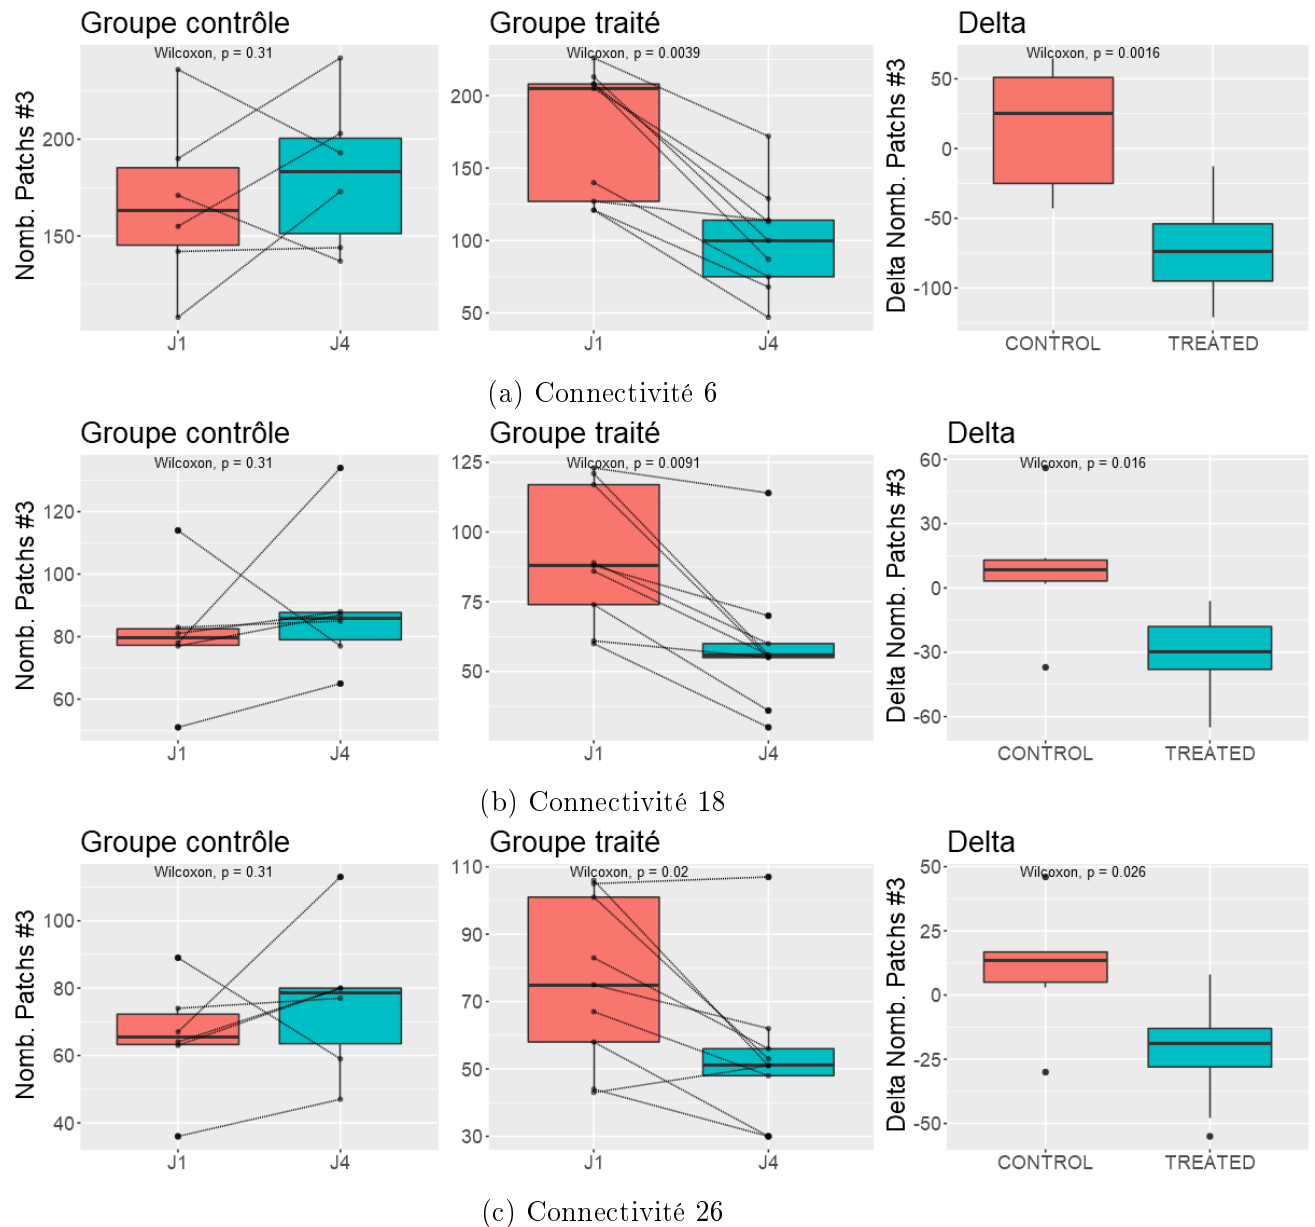 Groupe contrôle
Groupe traité
Delta
Wilcoxon, p = 0.31
Wilcoxon, p = 0.0039
Wilcoxon, p = 0.0016
Nomb. Patchs #3
200
150
200
150
100
50
Delta Nomb. Patchs #3
50
0
-50
-100
J1
J4
J1
J4
CONTROL
TREATED
(a) Connectivité 6
Groupe contrôle
Groupe traité
Delta
Wilcoxon, p = 0.31
Wilcoxon, p = 0.0091
Wilcoxon, p = 0.016
Nomb. Patchs #3
120
100
80
60
125
100
75
50
Delta Nomb. Patchs #3
60
30
0
-30
-60
J1
J4
J1
J4
CONTROL
TREATED
(b) Connectivité 18
Groupe contrôle
Groupe traité
Delta
Wilcoxon, p = 0.31
Wilcoxon, p = 0.02
Wilcoxon, p = 0.026
Nomb. Patchs #3
100
80
60
40
110
90
70
50
30
Delta Nomb. Patchs #3
50
25
0
-25
-50
J1
J4
J1
J4
CONTROL
TREATED
(c) Connectivité 26